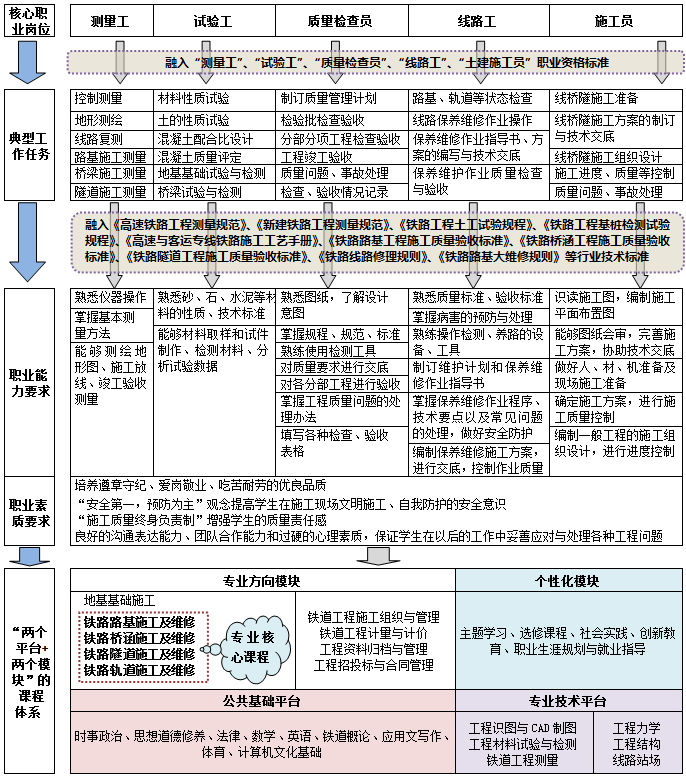 核心职
业岗位
测量工
试验工
质量检查员
线路工
施工员
融入“测量工”、“试验工”、“质量检查员”、“线路工”、“土建施工员”职业资格标准
典型工
作任务
控制测量
地形测绘
线路复测
路基施工测量
桥梁施工测量
隧道施工测量
材料性质试验
土的性质试验
混凝土配合比设计
混凝土质量评定
地基基础试验与检测
桥梁试验与检测
制订质量管理计划
检验批检查验收
分部分项工程检查验收
工程竣工验收
质量问题、事故处理
检查、验收情况记录
路基、轨道等状态检查
线路保养维修作业操作
保养维修作业指导书、方
案的编写与技术交底
保养维护作业质量检查
与验收
线桥隧施工准备
线桥隧施工方案的制订
与技术交底
线桥隧施工组织设计
施工进度、质量等控制
质量问题、事故处理
融入《高速铁路工程测量规范》、《新建铁路工程测量规范》、《铁路工程土工试验规程》、《铁路工程基桩检测试验
规程》、《高速与客运专线铁路施工工艺手册》、《铁路路基工程施工质量验收标准》、《铁路桥涵工程施工质量验收
标准》、《铁路隧道工程施工质量验收标准》、《铁路线路修理规则》、《铁路路基大维修规则》等行业技术标准
职业能
力要求
熟悉仪器操作
掌握基本测
量方法
能够测绘地
形图、施工放
线、竣工验收
测量
熟悉砂、石、水泥等材
料的性质、技术标准
能够材料取样和试件
制作、检测材料、分
析试验数据
熟悉图纸，了解设计
意图
掌握规程、规范、标准
熟练使用检测工具
对质量要求进行交底
对各分部工程进行验收
掌握工程质量问题的处
理办法
填写各种检查、验收
表格
熟悉质量标准、验收标准
掌握病害的预防与处理
熟练操作检测、养路的设
备、工具
制订维护计划和保养维
修作业指导书
掌握保养维修作业程序、
技术要点以及常见问题
的处理，做好安全防护
编制保养维修施工方案，
进行交底，控制作业质量
识读施工图，编制施工
平面布置图
能够图纸会审，完善施
工方案，协助技术交底
做好人、材、机准备及
现场施工准备
确定施工方案，进行施
工质量控制
编制一般工程的施工组
织设计，进行进度控制
职业素
质要求
培养遵章守纪、爱岗敬业、吃苦耐劳的优良品质
“安全第一，预防为主”观念提高学生在施工现场文明施工、自我防护的安全意识
“施工质量终身负责制”增强学生的质量责任感
良好的沟通表达能力、团队合作能力和过硬的心理素质，保证学生在以后的工作中妥善应对与处理各种工程问题
“两个
平台+
两个模
块”的
课程
体系
专业方向模块
地基基础施工
铁路路基施工及维修
铁路桥涵施工及维修
铁路隧道施工及维修
铁路轨道施工及维修
专业核
心课程
铁道工程施工组织与管理
铁道工程计量与计价
工程资料归档与管理
工程招投标与合同管理
个性化模块
主题学习、选修课程、社会实践、创新教
育、职业生涯规划与就业指导
公共基础平台
时事政治、思想道德修养、法律、数学、英语、铁道概论、应用文写作、
体育、计算机文化基础
专业技术平台
工程识图与 CAD 制图
工程材料试验与检测
铁道工程测量
工程力学
工程结构
线路站场